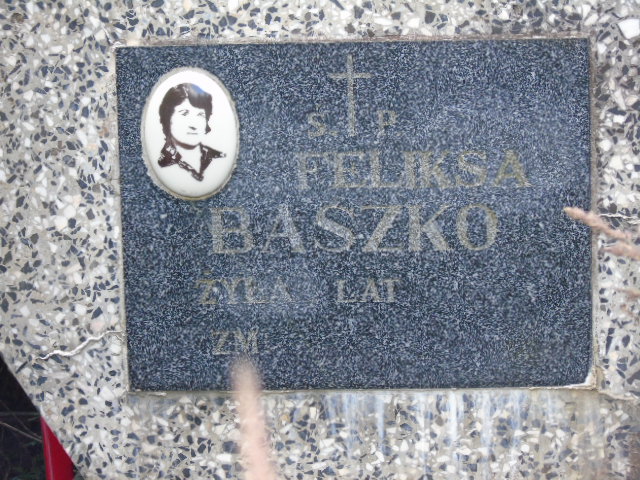 Ś P
FELIKSA
BASZKO
ŻYŁA LAT
ZM